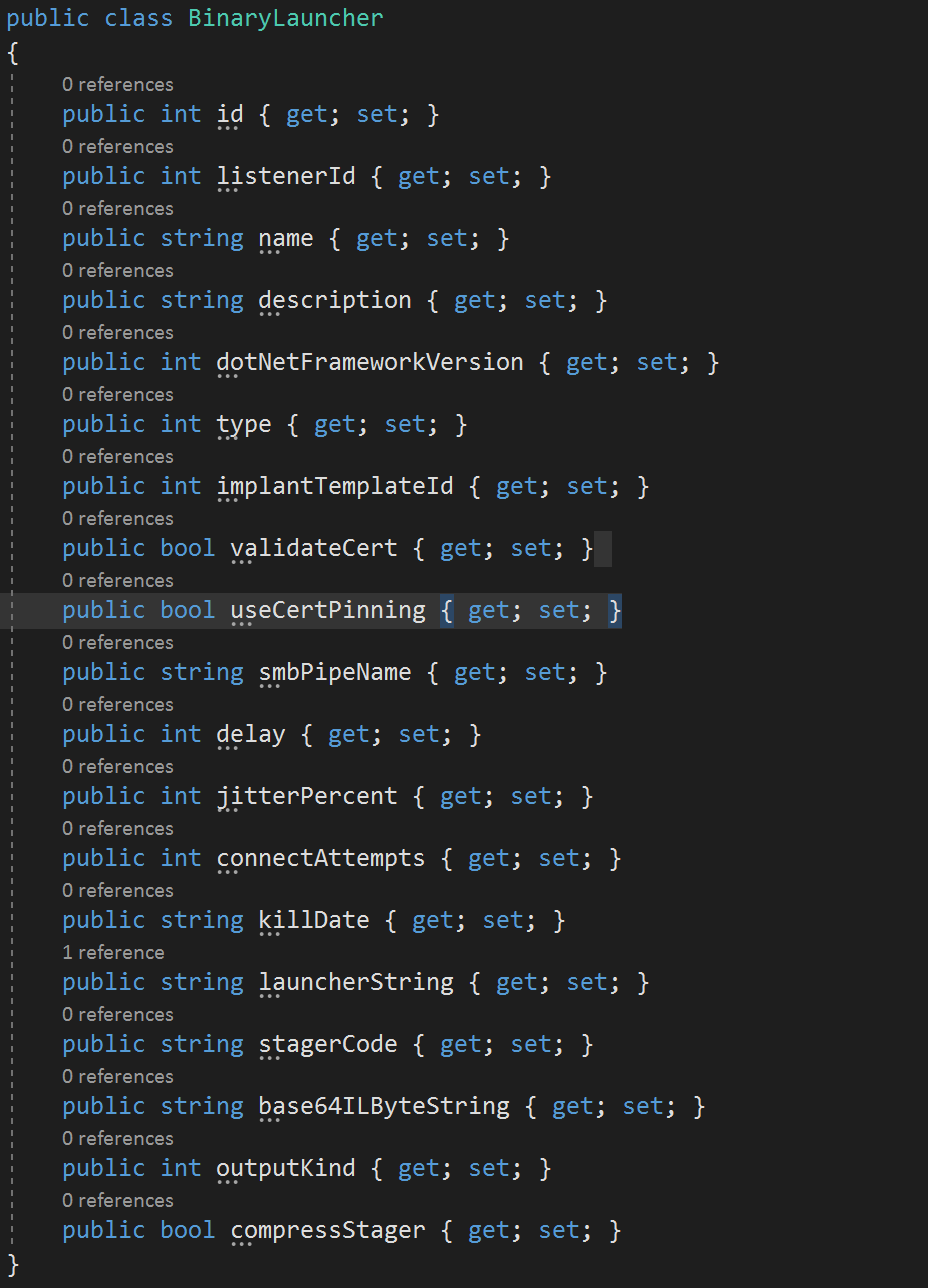 public class BinaryLauncher
{
0 references
public int id { get; set; }
0 references
public int listenerId { get; set; }
0 references
public string name { get; set; }
0 references
public string description { get; set; }
0 references
public int dotNetFrameworkVersion { get; set; }
0 references
public int type { get; set; }
0 references
public int implantTemplateId { get; set; }
0 references
public bool validateCert { get; set; }
0 references
public bool useCertPinning { get; set; }
0 references
public string smbPipeName { get; set; }
0 references
public int delay { get; set; }
0 references
public int jitterPercent { get; set; }
0 references
public int connectAttempts { get; set; }
0 references
public string killDate { get; set; }
1 reference
public string launcherString { get; set; }
0 references
public string stagerCode { get; set; }
0 references
public string base64ILByteString { get; set; }
0 references
public int outputKind { get; set; }
0 references
public bool compressStager { get; set; }
}